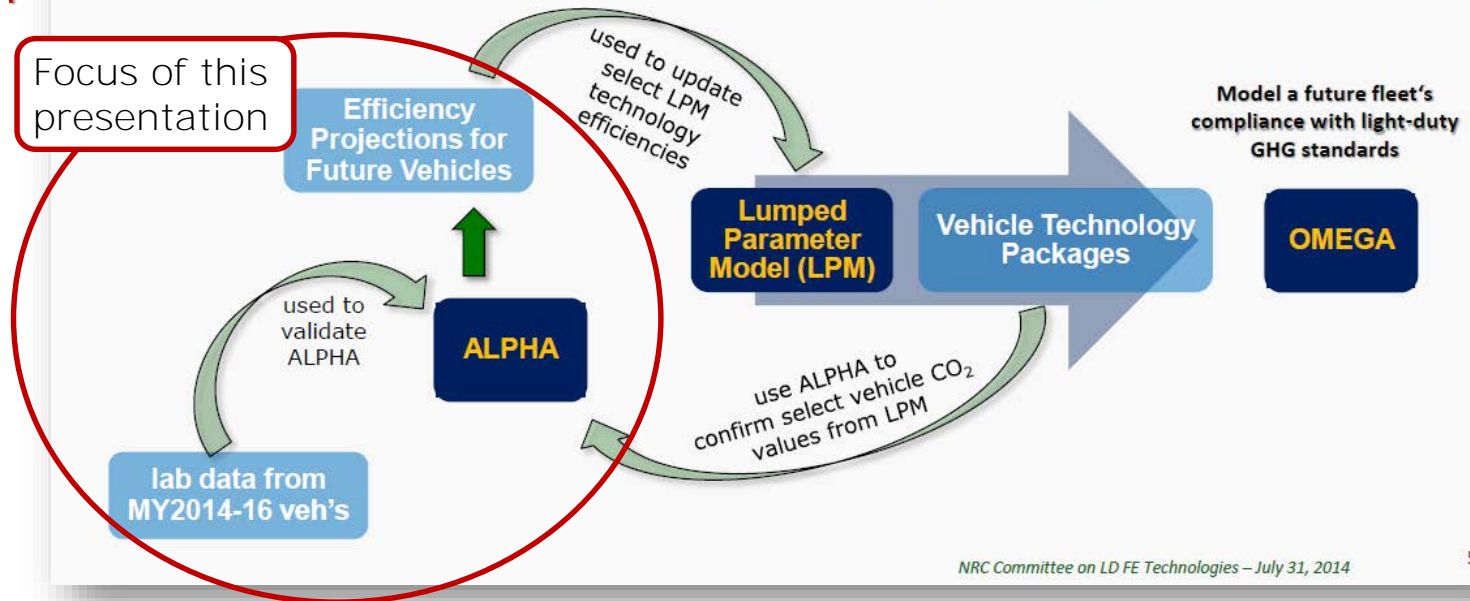 Focus of this
presentation
Efficiency
Projections for
Future Vehicles
used to update
select LPM
technology
efficiencies
Model a future fleet's
compliance with light-duty
GHG standards
Lumped
Parameter
Model (LPM)
Vehicle Technology
Packages
OMEGA
used to
validate
ALPHA
ALPHA
use ALPHA to
confirm select vehicle CO₂
values from LPM
lab data from
MY2014-16 veh's
NRC Committee on LD FE Technologies – July 31, 2014
5